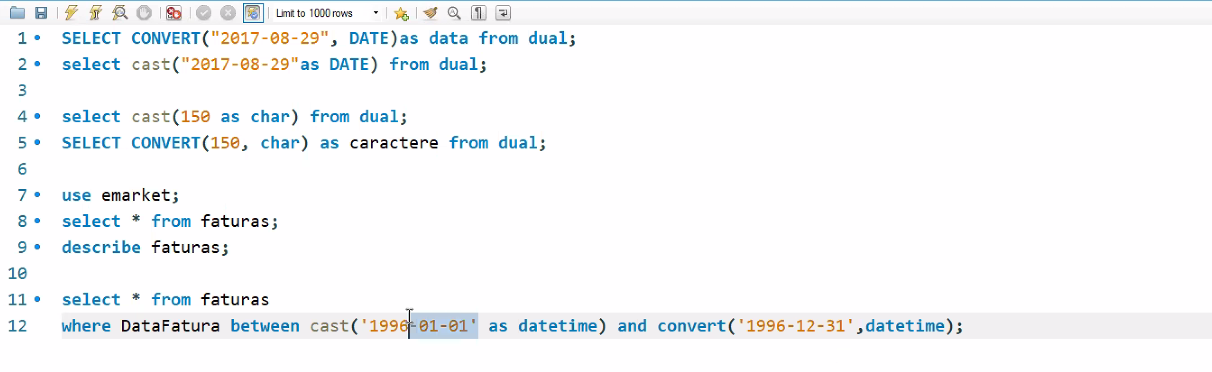 Limit to 1000 rows
1 SELECT CONVERT("2017-08-29", DATE)as data from dual;
2 select cast("2017-08-29"as DATE) from dual;
3
4 select cast(150 as char) from dual;
5 SELECT CONVERT(150, char) as caractere from dual;
6
7 use emarket;
8 select * from faturas;
9 describe faturas;
10
11 select * from faturas
12 where DataFatura between cast('1996-01-01' as datetime) and convert('1996-12-31',datetime);